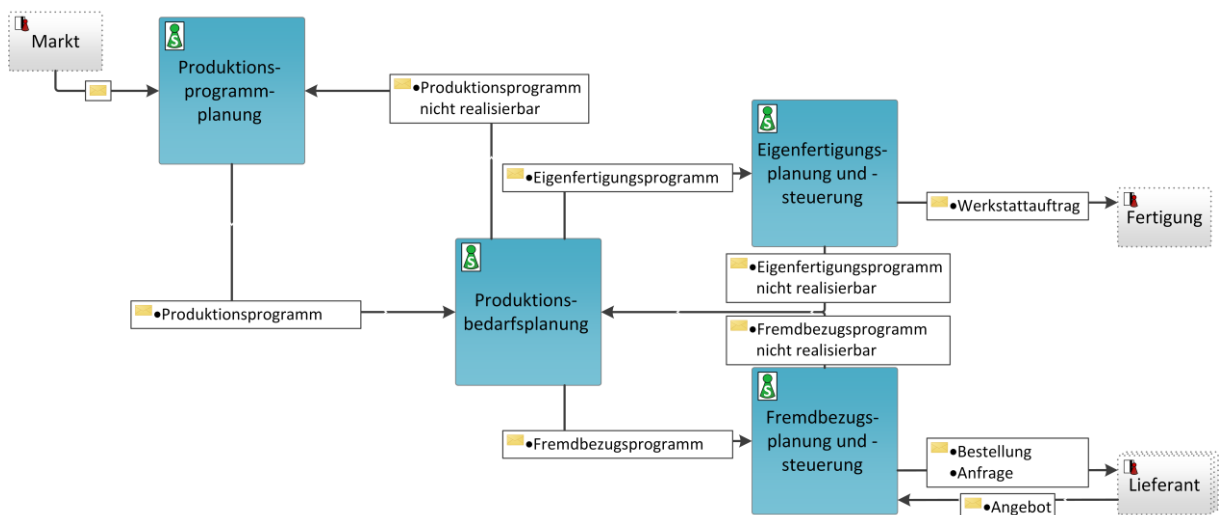 Markt
Produktions-
programm-
planung
●Produktionsprogramm
nicht realisierbar
●Eigenfertigungsprogramm
Eigenfertigungs-
planung und -
steuerung
●Werkstattauftrag
Fertigung
●Produktionsprogramm
Produktions-
bedarfsplanung
●Eigenfertigungsprogramm
nicht realisierbar
●Fremdbezugsprogramm
nicht realisierbar
●Fremdbezugsprogramm
Fremdbezugs-
planung und -
steuerung
●Bestellung
●Anfrage
●Angebot
Lieferant